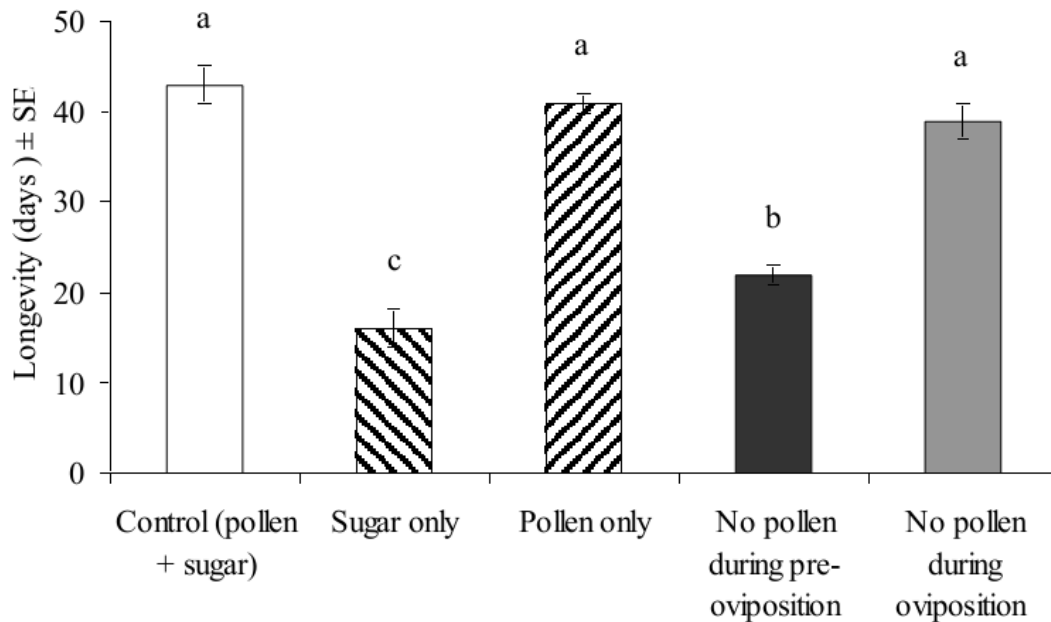 Longevity (days ) ± SE
50
40
30
20
10
0
a
c
a
b
a
Control (pollen
+ sugar)
Sugar only
Pollen only
No pollen
during pre-
oviposition
No pollen
during
oviposition